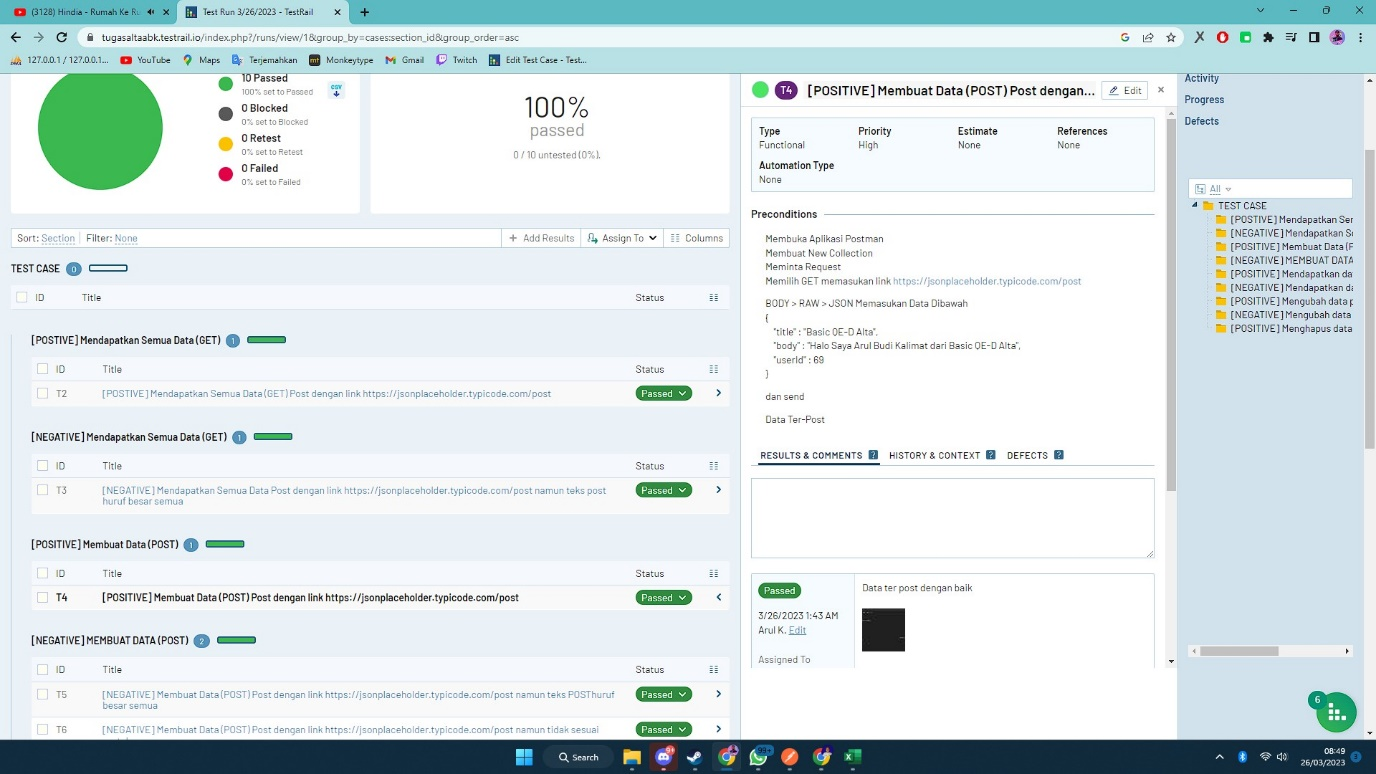 (3128) Hindia - Rumah Ke Ru
Test Run 3/26/2023 - TestRail
tugasaltaabk.testrail.io/index.php?/runs/view/1&group_by=cases:section_id&group_order=asc
127.0.0.1 / 127.0.0.1...
YouTube
Maps
Terjemahkan
Monkeytype
Gmail
Twitch
Edit Test Case - Test...
10 Passed
100% set to Passed
0 Blocked
0% set to Blocked
0 Retest
0% set to Retest
0 Failed
0% set to Failed
CSV
100%
passed
0 / 10 untested (0%).
Sort: Section
Filter: None
Add Results
Assign To
Columns
TEST CASE 0
ID Title Status
[POSTIVE] Mendapatkan Semua Data (GET) 1
ID Title Status
T2 [POSTIVE] Mendapatkan Semua Data (GET) Post dengan link https://jsonplaceholder.typicode.com/post Passed
[NEGATIVE] Mendapatkan Semua Data (GET) 1
ID Title Status
T3 [NEGATIVE] Mendapatkan Semua Data Post dengan link https://jsonplaceholder.typicode.com/post namun teks post Passed
huruf besar semua
[POSITIVE] Membuat Data (POST) 1
ID Title Status
T4 [POSITIVE] Membuat Data (POST) Post dengan link https://jsonplaceholder.typicode.com/post Passed
[NEGATIVE] MEMBUAT DATA (POST) 2
ID Title Status
T5 [NEGATIVE] Membuat Data (POST) Post dengan link https://jsonplaceholder.typicode.com/post namun teks POSThuruf Passed
besar semua
T6 [NEGATIVE] Membuat Data (POST) Post dengan link https://jsonplaceholder.typicode.com/post namun tidak sesuai Passed
T4 [POSITIVE] Membuat Data (POST) Post dengan... Edit
Type Priority Estimate References
Functional High None None
Automation Type
None
Preconditions
Membuka Aplikasi Postman
Membuat New Collection
Meminta Request
Memilih GET memasukan link https://jsonplaceholder.typicode.com/post
BODY > RAW > JSON Memasukan Data Dibawah
{
"title" : "Basic QE-D Alta",
"body" : "Halo Saya Arul Budi Kalimat dari Basic QE-D Alta",
"userId" : 69
}
dan send
Data Ter-Post
RESULTS & COMMENTS ? HISTORY & CONTEXT ? DEFECTS ?
Passed
3/26/2023 1:43 AM
Arul K. Edit
Assigned To
Data ter post dengan baik
Activity
Progress
Defects
All
TEST CASE
[POSTIVE] Mendapatkan Ser
[NEGATIVE] Mendapatkan S
[POSITIVE] Membuat Data (P
[NEGATIVE] MEMBUAT DATA
[POSITIVE] Mendapatkan da
[NEGATIVE] Mendapatkan da
[POSITIVE] Mengubah data p
[NEGATIVE] Mengubah data
[POSITIVE] Menghapus data
6
Search
99+
08:49
26/03/2023
3